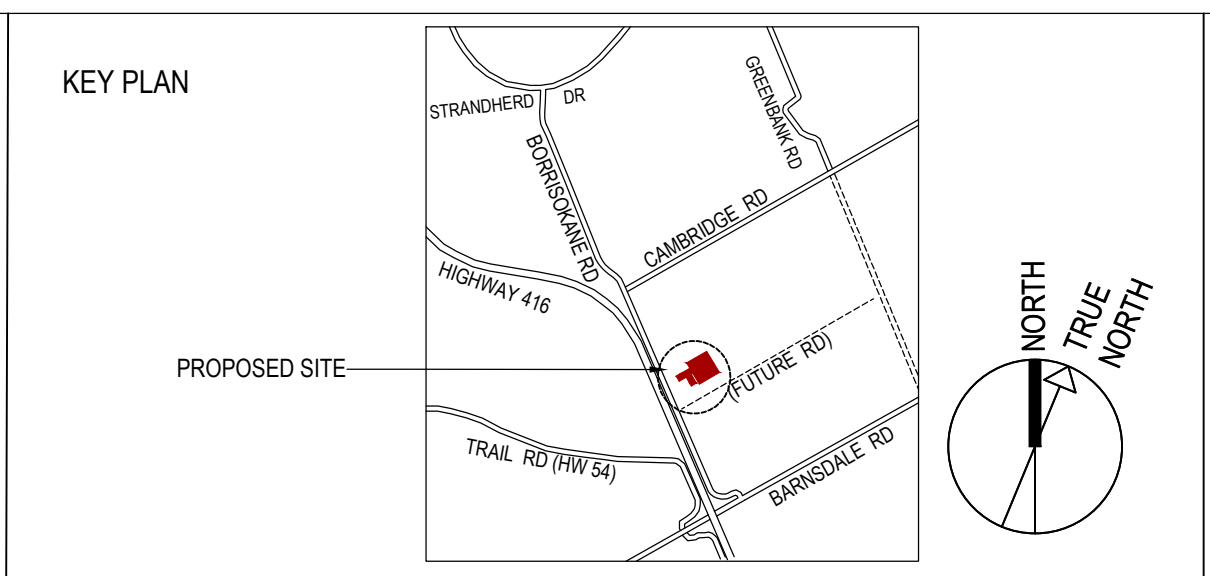 KEY PLAN
STRANDHERD DR
GREENBANK RD
BORRISOKANE RD
CAMBRIDGE RD
HIGHWAY 416
NORTH
TRUE
NORTH
PROPOSED SITE
(FUTURE RD)
TRAIL RD (HW 54)
BARNSDALE RD